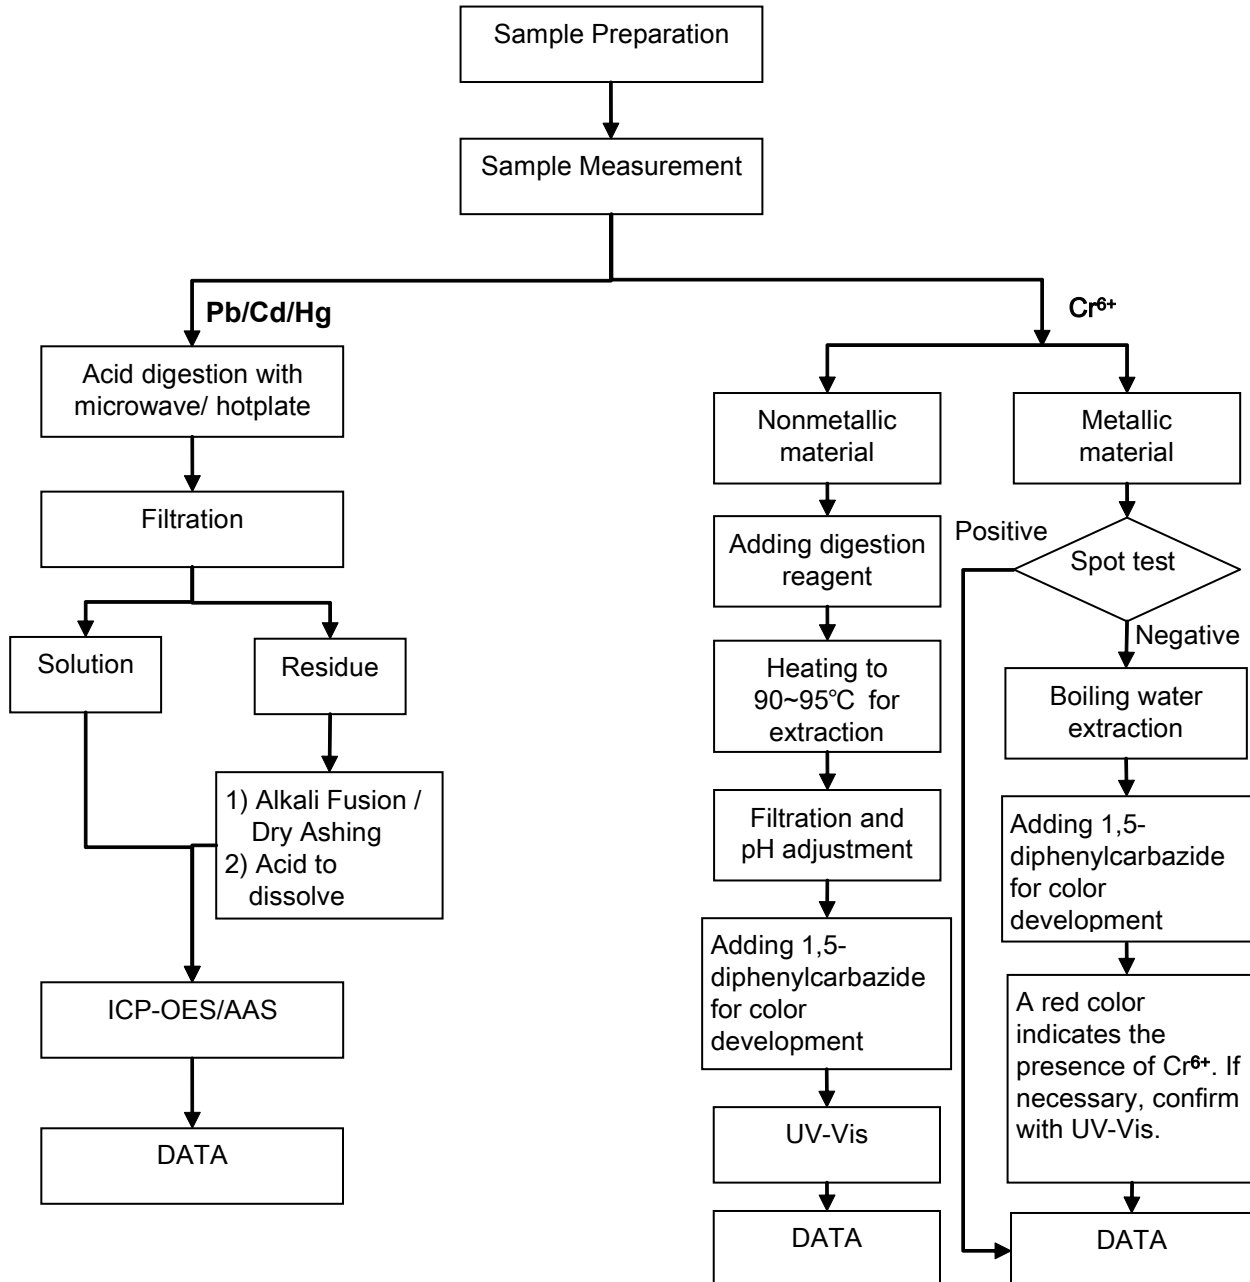 Sample Preparation
Sample Measurement
Pb/Cd/Hg
Acid digestion with
microwave/ hotplate
Filtration
Solution
Residue
1) Alkali Fusion /
Dry Ashing
2) Acid to
dissolve
ICP-OES/AAS
DATA
Cr⁶⁺
Nonmetallic
material
Adding digestion
reagent
Heating to
90~95℃ for
extraction
Filtration and
pH adjustment
Adding 1,5-
diphenylcarbazide
for color
development
UV-Vis
DATA
Metallic
material
Spot test
Positive
Negative
Boiling water
extraction
Adding 1,5-
diphenylcarbazide
for color
development
A red color
indicates the
presence of Cr⁶⁺. If
necessary, confirm
with UV-Vis.
DATA